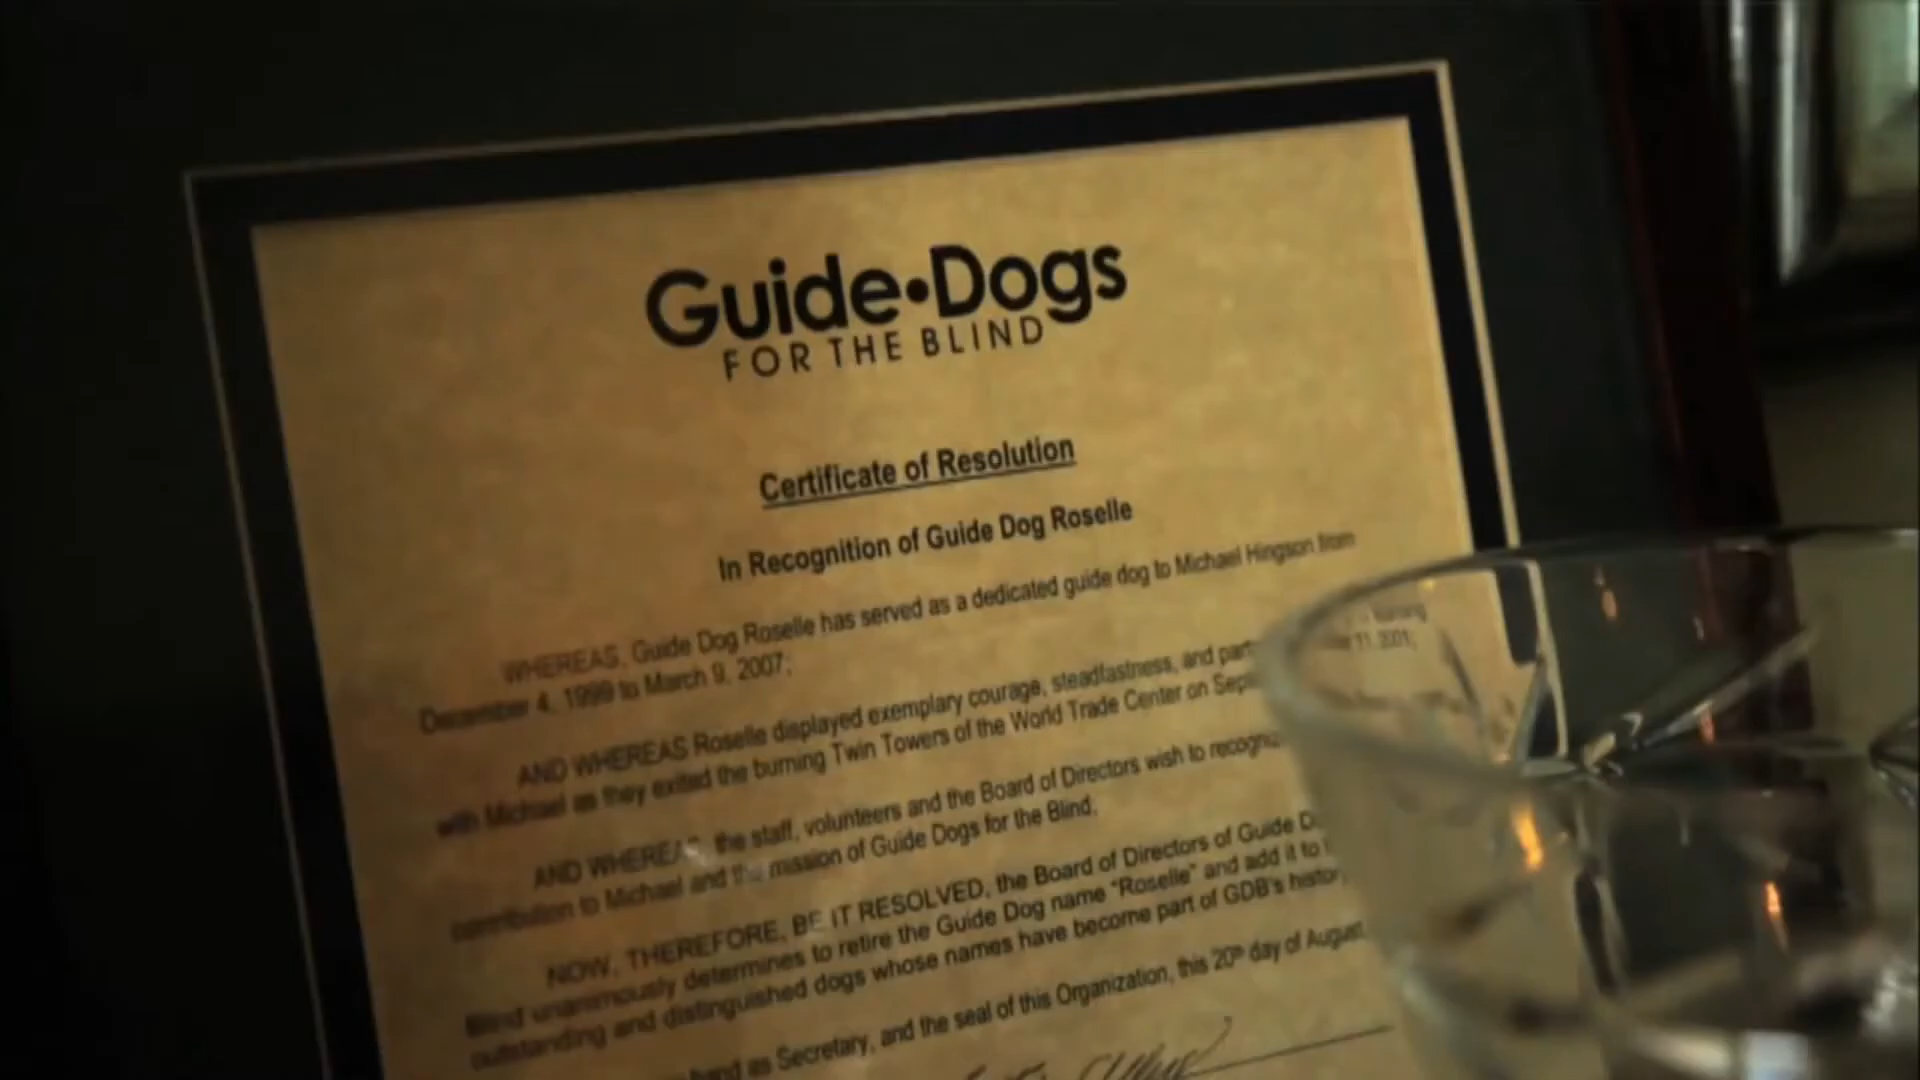 Guide•Dogs
FOR THE BLIND
Certificate of Resolution
In Recognition of Guide Dog Roselle
WHEREAS, Guide Dog Roselle has served as a dedicated guide dog to Michael Hingson from
December 4, 1999 to March 9, 2007;
AND WHEREAS Roselle displayed exemplary courage, steadfastness, and
with Michael as they exited the burning Twin Towers of the World Trade Center on 11, 2001;
AND WHEREAS, the staff, volunteers and the Board of Directors wish to
contribution to Michael and the mission of Guide Dogs for the Blind,
NOW, THEREFORE, BE IT RESOLVED, the Board of Directors of Guide
Blind unanimously determines to retire the Guide Dog name "Roselle" and add it to
outstanding and distinguished dogs whose names have become part of GDB's
hand as Secretary, and the seal of this Organization, this 20th day of August